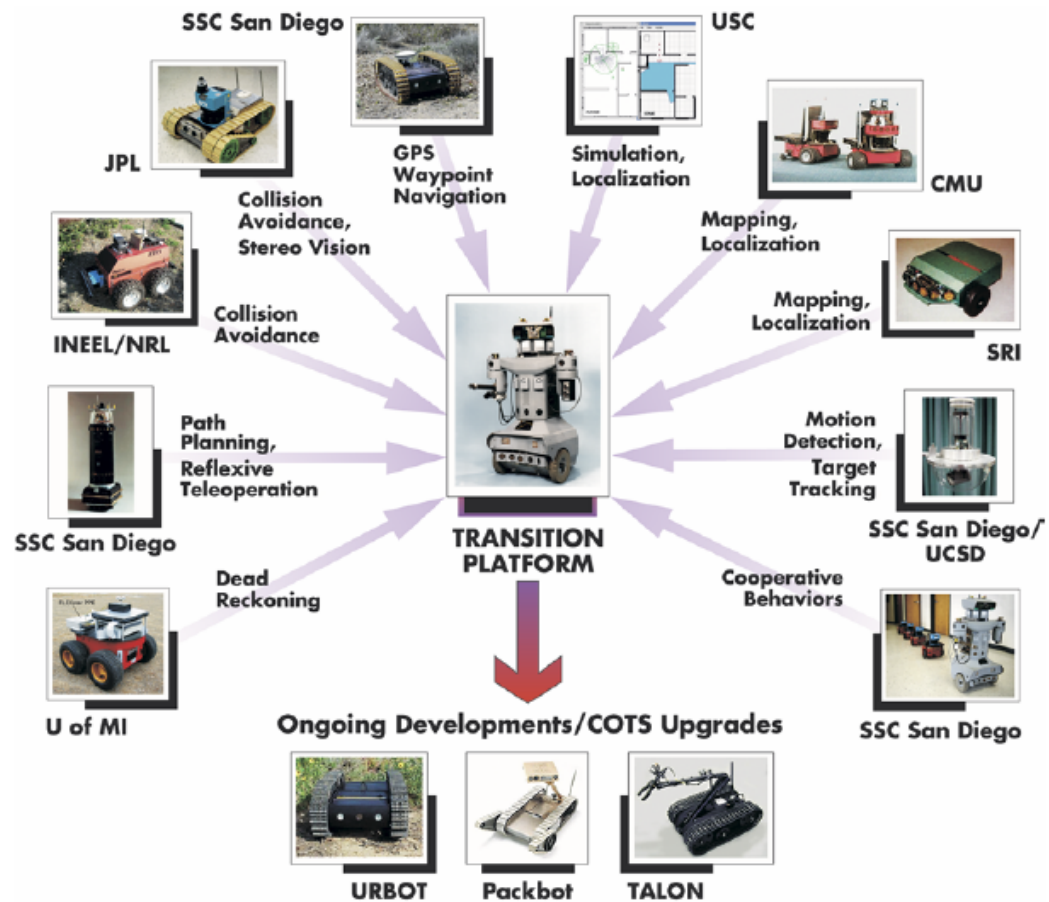 SSC San Diego
USC
JPL
GPS
Waypoint
Navigation
Simulation,
Localization
CMU
Collision
Avoidance,
Stereo Vision
Mapping,
Localization
INEEL/NRL
Collision
Avoidance
Mapping,
Localization
SRI
Path
Planning,
Reflexive
Teleoperation
SSC San Diego
Motion
Detection,
Target
Tracking
SSC San Diego/
UCSD
TRANSITION
PLATFORM
Dead
Reckoning
U of MI
Cooperative
Behaviors
SSC San Diego
Ongoing Developments/COTS Upgrades
URBOT
Packbot
TALON